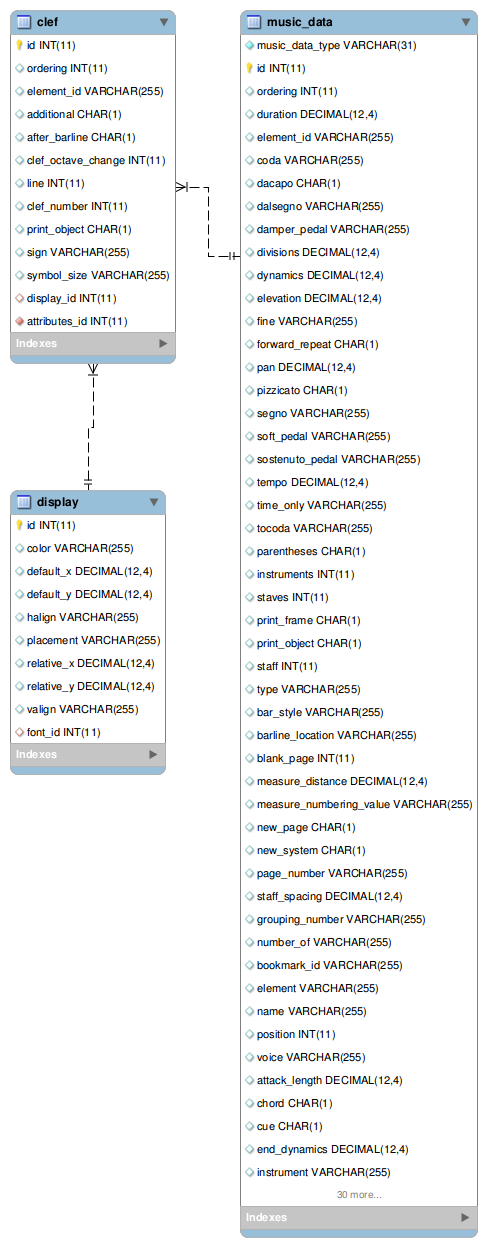 clef
id INT(11)
ordering INT(11)
element_id VARCHAR(255)
additional CHAR(1)
after_barline CHAR(1)
clef_octave_change INT(11)
line INT(11)
clef_number INT(11)
print_object CHAR(1)
sign VARCHAR(255)
symbol_size VARCHAR(255)
display_id INT(11)
attributes_id INT(11)
Indexes
display
id INT(11)
color VARCHAR(255)
default_x DECIMAL(12,4)
default_y DECIMAL(12,4)
halign VARCHAR(255)
placement VARCHAR(255)
relative_x DECIMAL(12,4)
relative_y DECIMAL(12,4)
valign VARCHAR(255)
font_id INT(11)
Indexes
music_data
music_data_type VARCHAR(31)
id INT(11)
ordering INT(11)
duration DECIMAL(12,4)
element_id VARCHAR(255)
coda VARCHAR(255)
dacapo CHAR(1)
dalsegno VARCHAR(255)
damper_pedal VARCHAR(255)
divisions DECIMAL(12,4)
dynamics DECIMAL(12,4)
elevation DECIMAL(12,4)
fine VARCHAR(255)
forward_repeat CHAR(1)
pan DECIMAL(12,4)
pizzicato CHAR(1)
segno VARCHAR(255)
soft_pedal VARCHAR(255)
sostenuto_pedal VARCHAR(255)
tempo DECIMAL(12,4)
time_only VARCHAR(255)
tocoda VARCHAR(255)
parentheses CHAR(1)
instruments INT(11)
staves INT(11)
print_frame CHAR(1)
print_object CHAR(1)
staff INT(11)
type VARCHAR(255)
bar_style VARCHAR(255)
barline_location VARCHAR(255)
blank_page INT(11)
measure_distance DECIMAL(12,4)
measure_numbering_value VARCHAR(255)
new_page CHAR(1)
new_system CHAR(1)
page_number VARCHAR(255)
staff_spacing DECIMAL(12,4)
grouping_number VARCHAR(255)
number_of VARCHAR(255)
bookmark_id VARCHAR(255)
element VARCHAR(255)
name VARCHAR(255)
position INT(11)
voice VARCHAR(255)
attack_length DECIMAL(12,4)
chord CHAR(1)
cue CHAR(1)
end_dynamics DECIMAL(12,4)
instrument VARCHAR(255)
30 more...
Indexes